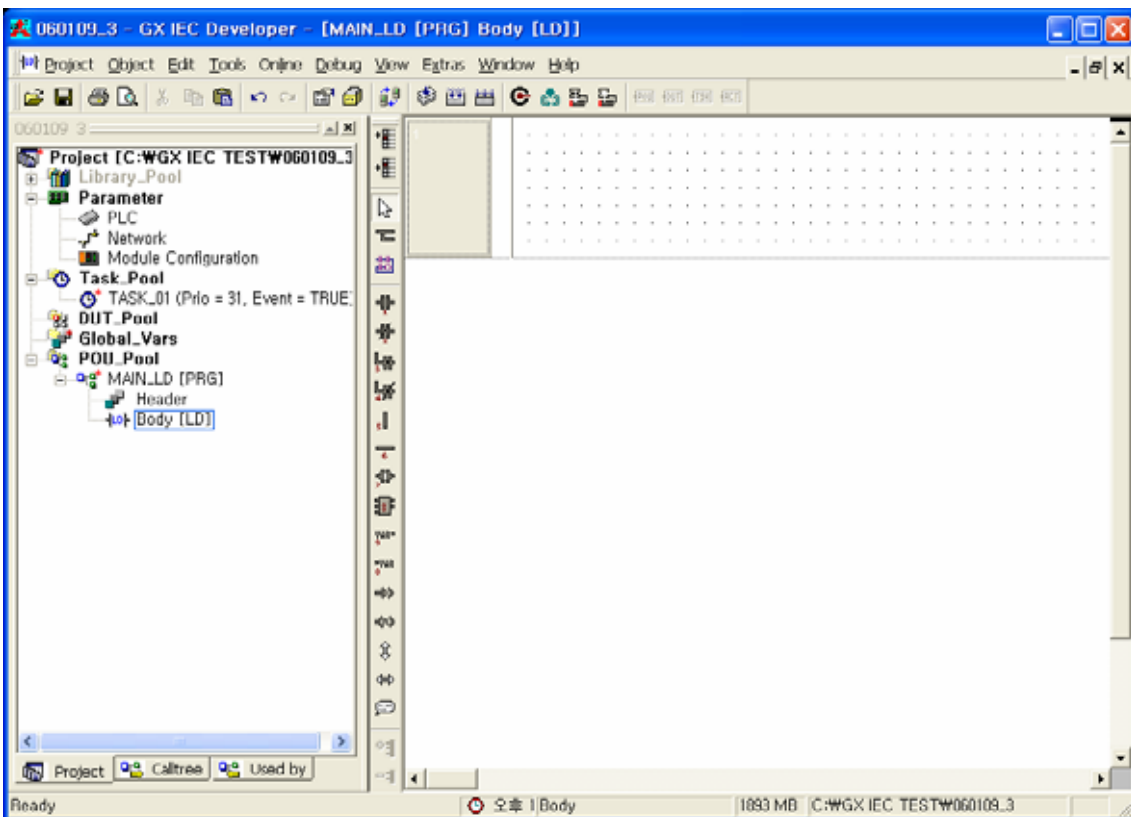 060109_3 - GX IEC Developer - [MAIN_LD [PRG] Body [LD]]
Project Object Edit Tools Online Debug View Extras Window Help
060109_3
Project [C:₩GX IEC TEST₩060109_3
Library_Pool
Parameter
PLC
Network
Module Configuration
Task_Pool
TASK_01 (Prio = 31, Event = TRUE
DUT_Pool
Global_Vars
POU_Pool
MAIN_LD [PRG]
Header
Body [LD]
Project Calltree Used by
Ready 오후 1 Body 1893 MB C:₩GX IEC TEST₩060109_3